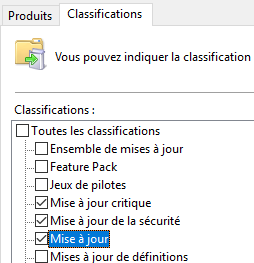 Produits
Classifications
Vous pouvez indiquer la classification
Classifications :
Toutes les classifications
Ensemble de mises à jour
Feature Pack
Jeux de pilotes
Mise à jour critique
Mise à jour de la sécurité
Mise à jour
Mises à jour de définitions